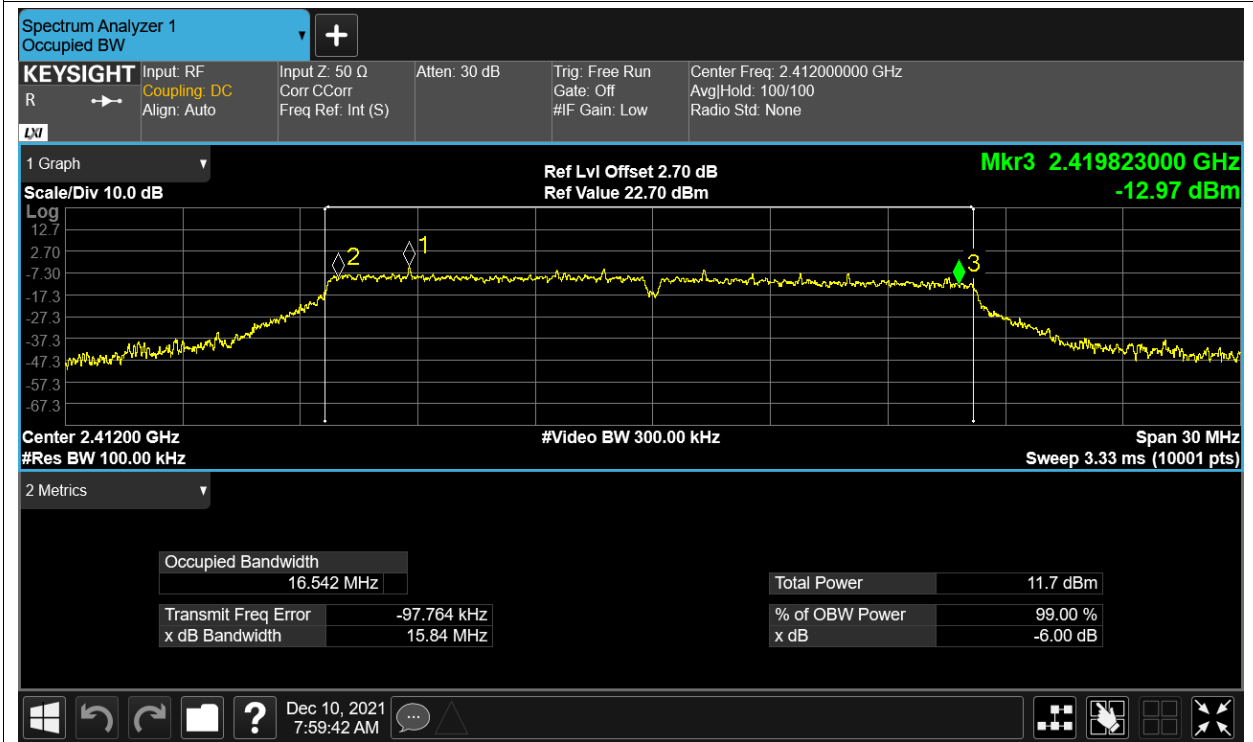 Spectrum Analyzer 1
Occupied BW
KEYSIGHT
R
LXI
Input: RF
Coupling: DC
Align: Auto
Input Z: 50 Ω
Corr CCorr
Freq Ref: Int (S)
Atten: 30 dB
Trig: Free Run
Gate: Off
#IF Gain: Low
Center Freq: 2.412000000 GHz
Avg|Hold: 100/100
Radio Std: None
1 Graph
Scale/Div 10.0 dB
Ref Lvl Offset 2.70 dB
Ref Value 22.70 dBm
Mkr3 2.419823000 GHz
-12.97 dBm
Log
12.7
2.70
-7.30
-17.3
-27.3
-37.3
-47.3
-57.3
-67.3
2
1
3
Center 2.41200 GHz
#Res BW 100.00 kHz
#Video BW 300.00 kHz
Span 30 MHz
Sweep 3.33 ms (10001 pts)
2 Metrics
Occupied Bandwidth
16.542 MHz
Transmit Freq Error -97.764 kHz
x dB Bandwidth 15.84 MHz
Total Power 11.7 dBm
% of OBW Power 99.00 %
x dB -6.00 dB
?
Dec 10, 2021
7:59:42 AM